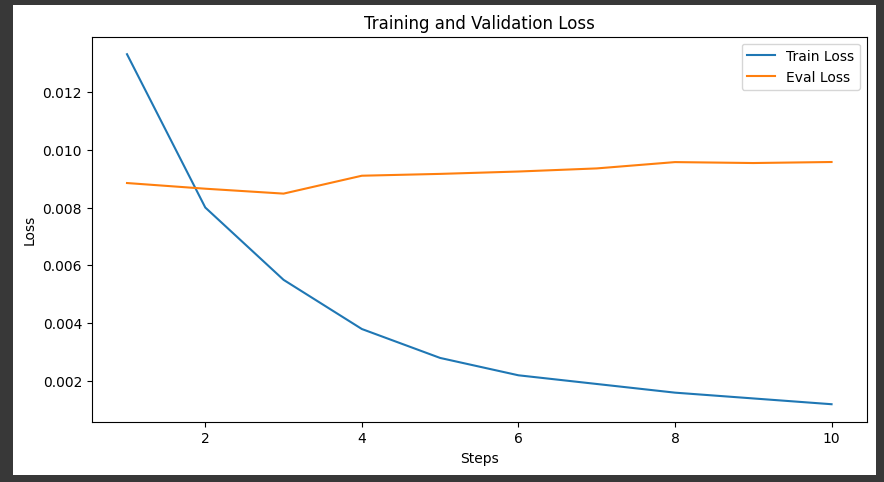 Training and Validation Loss
Train Loss
Eval Loss
0.012
0.010
0.008
0.006
0.004
0.002
Loss
2
4
6
8
10
Steps